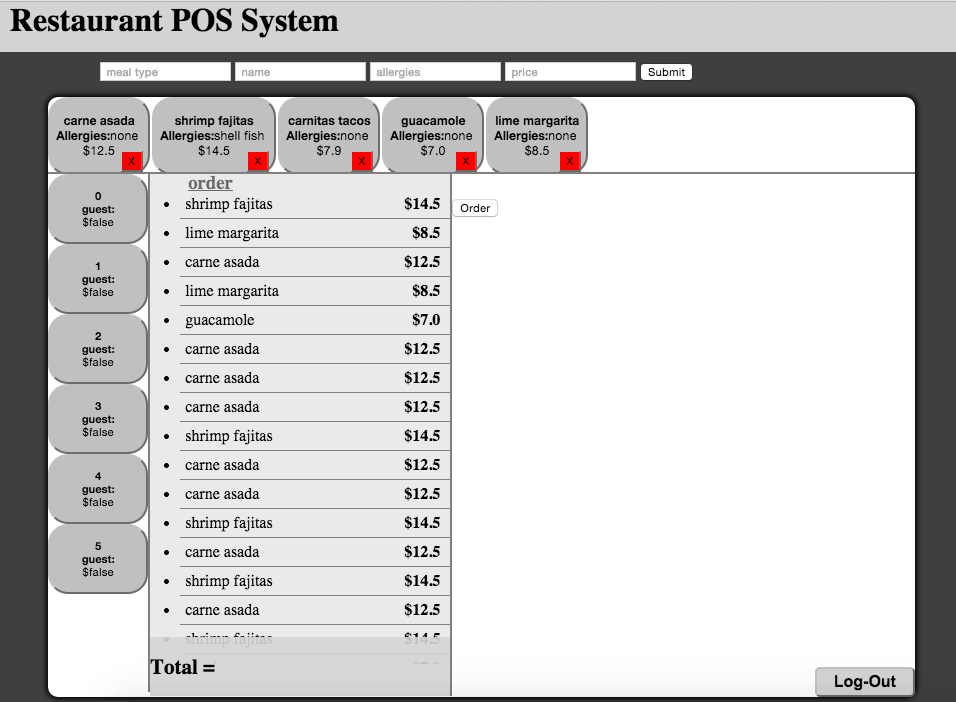 Restaurant POS System
meal type name allergies price Submit
carne asada
Allergies:none
$12.5
X
shrimp fajitas
Allergies:shell fish
$14.5
X
carnitas tacos
Allergies:none
$7.9
X
guacamole
Allergies:none
$7.0
X
lime margarita
Allergies:none
$8.5
X
0
guest:
$false
1
guest:
$false
2
guest:
$false
3
guest:
$false
4
guest:
$false
5
guest:
$false
order
shrimp fajitas $14.5
lime margarita $8.5
carne asada $12.5
lime margarita $8.5
guacamole $7.0
carne asada $12.5
carne asada $12.5
carne asada $12.5
shrimp fajitas $14.5
carne asada $12.5
carne asada $12.5
shrimp fajitas $14.5
carne asada $12.5
shrimp fajitas $14.5
carne asada $12.5
shrimp fajitas $14.5
Total =
Order
Log-Out